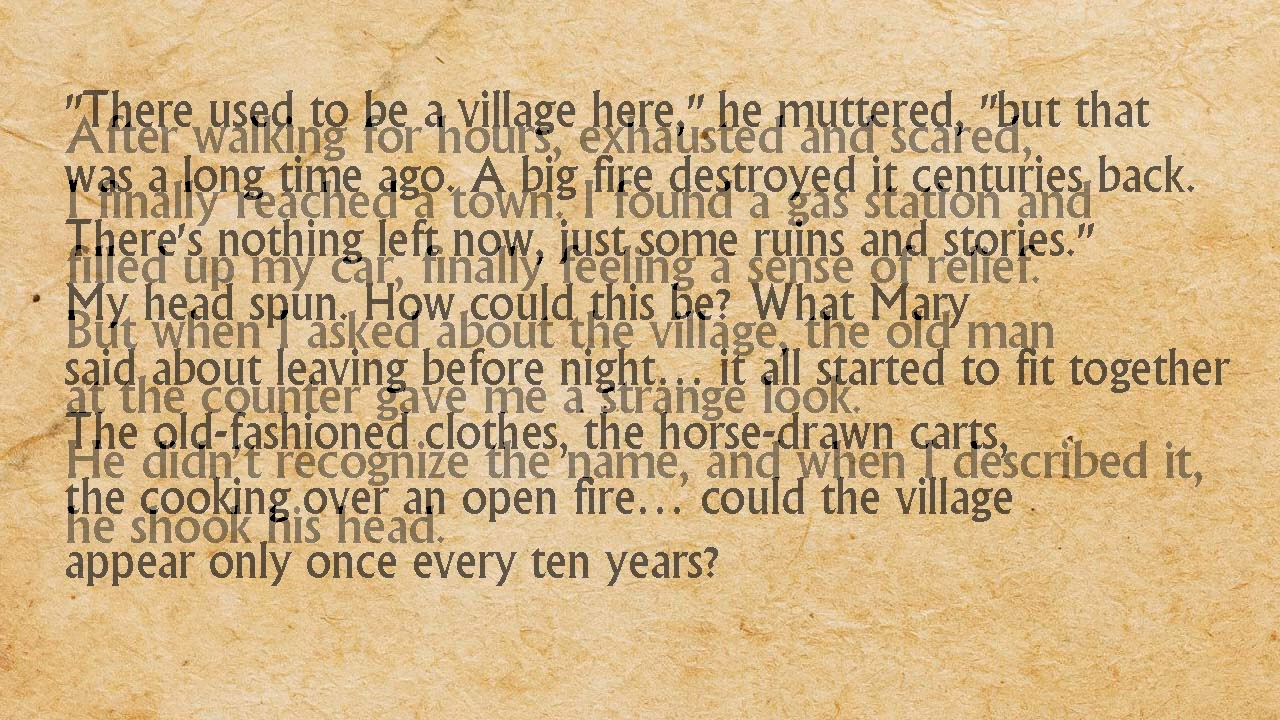 "There used to be a village here," he muttered, "but that
After walking for hours, exhausted and scared,
was a long time ago. A big fire destroyed it centuries back.
I finally reached a town. I found a gas station and
There's nothing left now, just some ruins and stories."
filled up my car, finally feeling a sense of relief.
My head spun. How could this be? What Mary
But when I asked about the village, the old man
said about leaving before night... it all started to fit together
at the counter gave me a strange look.
The old-fashioned clothes, the horse-drawn carts,
He didn't recognize the name, and when I described it,
the cooking over an open fire... could the village
he shook his head.
appear only once every ten years?